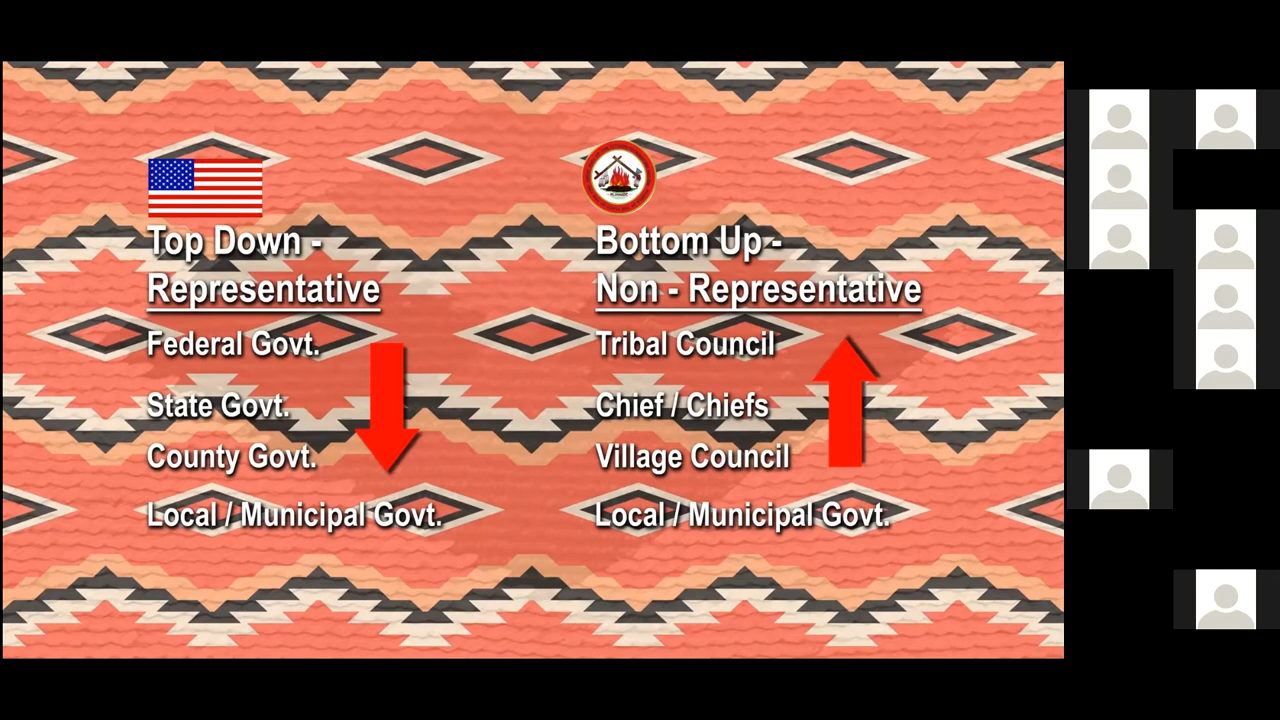 Top Down -
Representative
Federal Govt.
State Govt.
County Govt.
Local / Municipal Govt.
Bottom Up -
Non - Representative
Tribal Council
Chief / Chiefs
Village Council
Local / Municipal Govt.